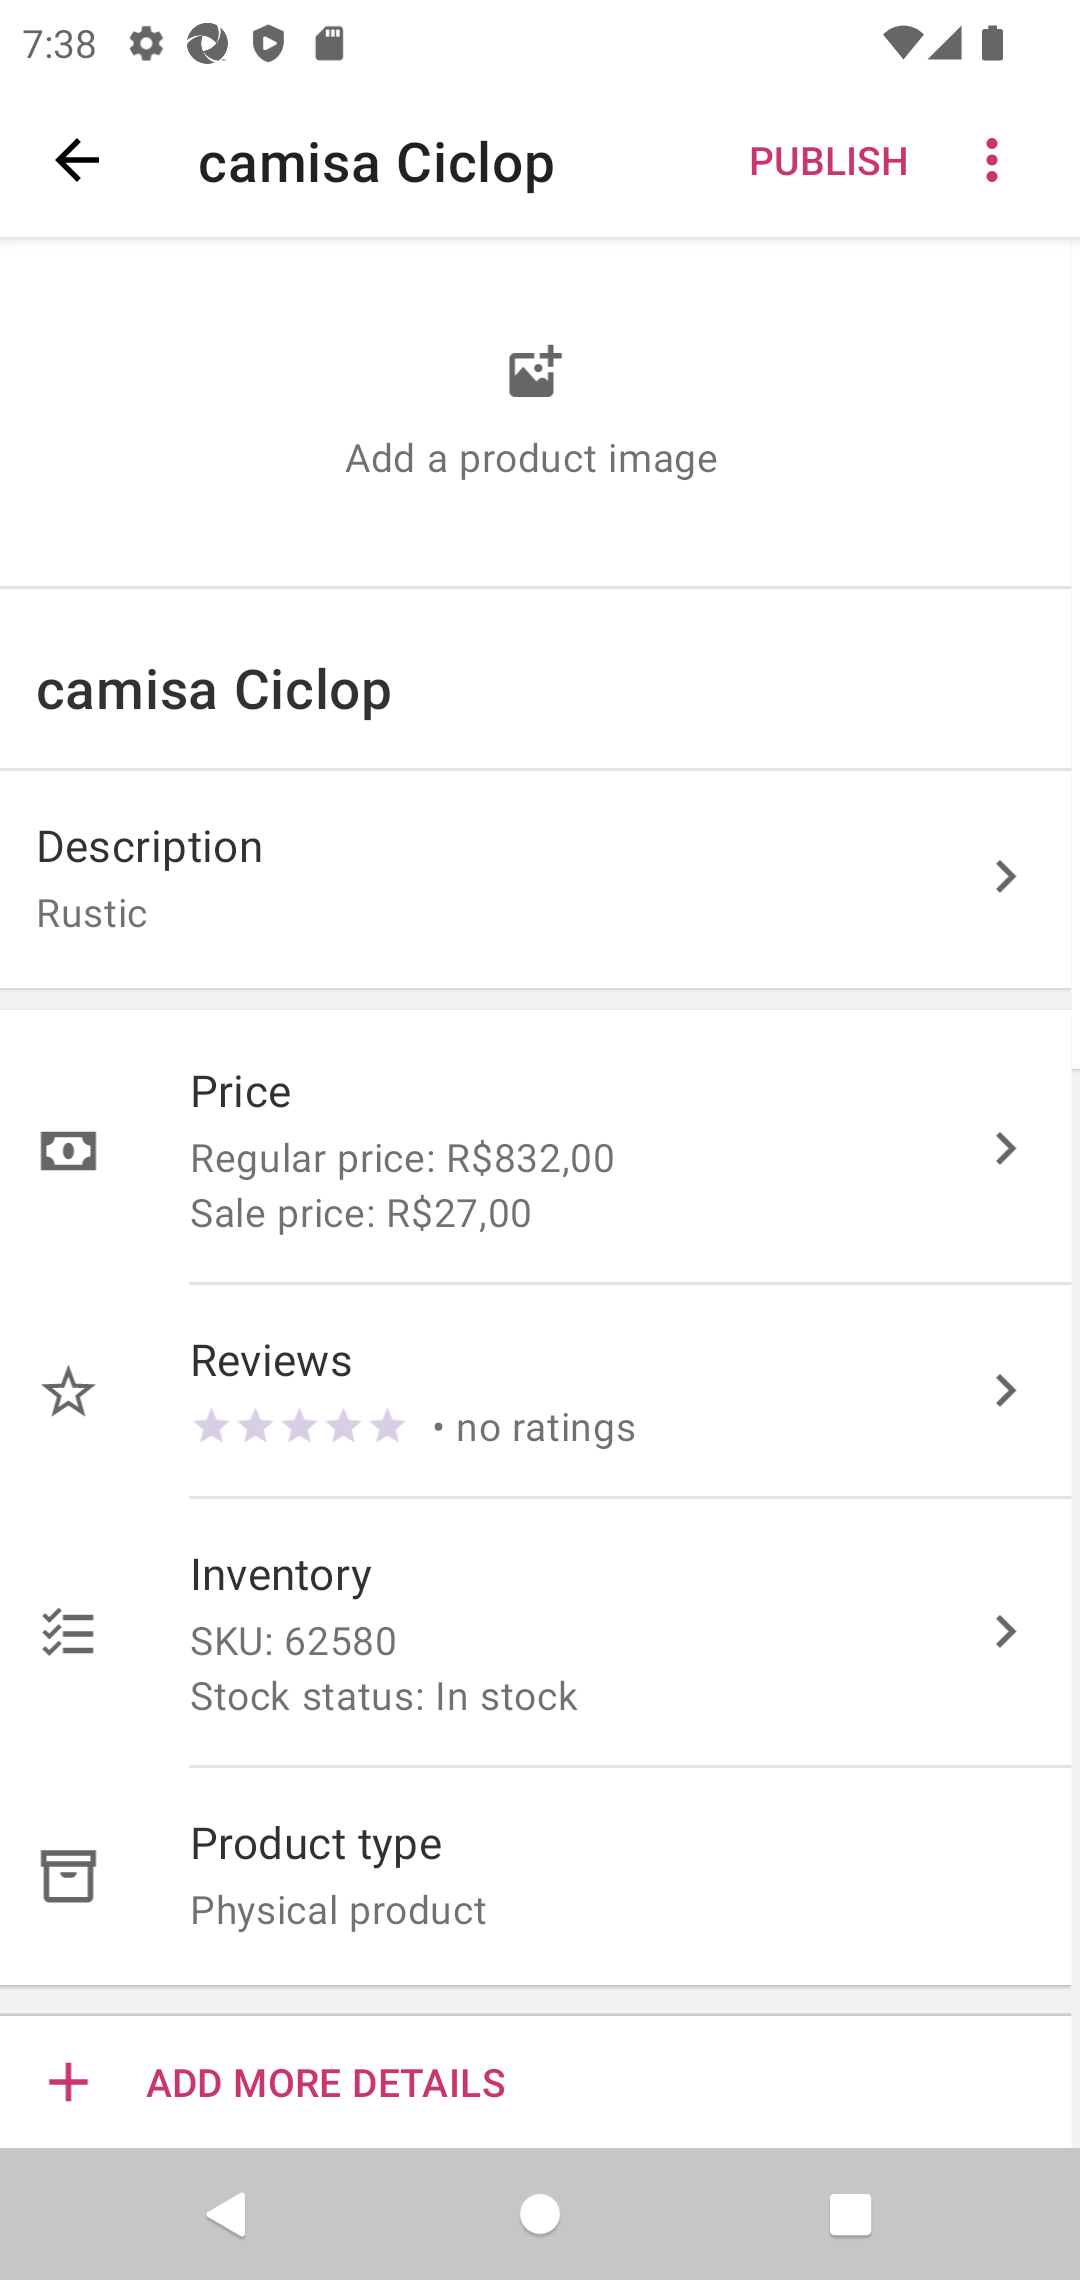 7:38
camisa Ciclop
PUBLISH
Add a product image
camisa Ciclop
Description
Rustic
Price
Regular price: R$832,00
Sale price: R$27,00
Reviews
• no ratings
Inventory
SKU: 62580
Stock status: In stock
Product type
Physical product
ADD MORE DETAILS